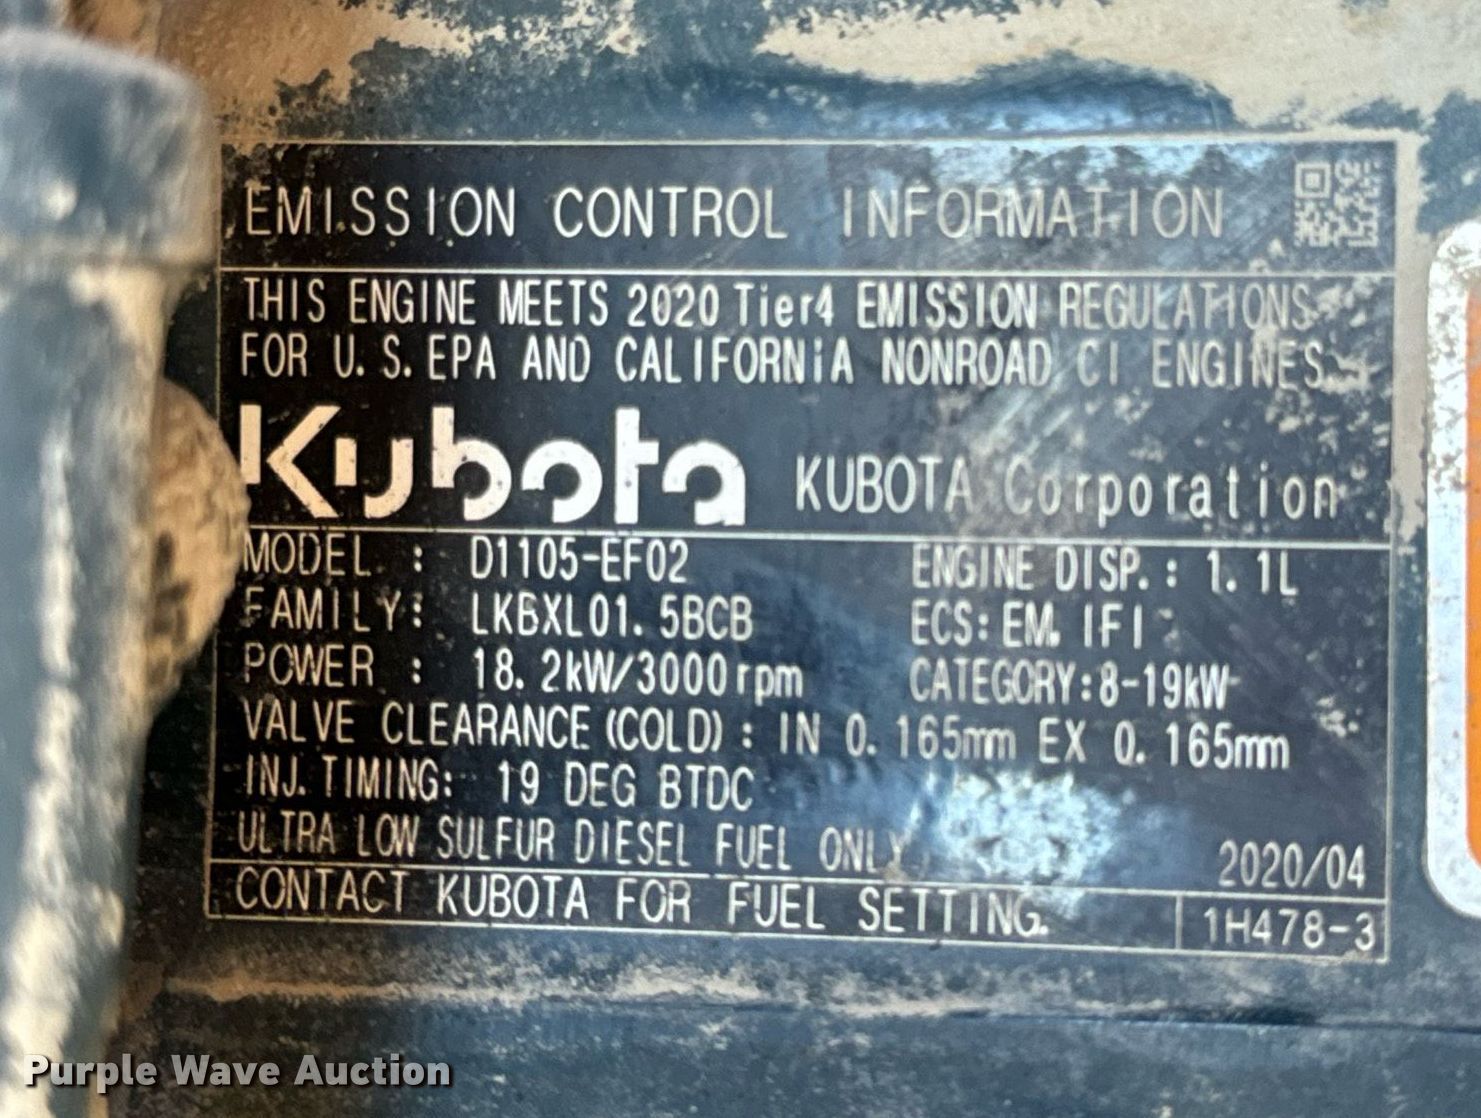 EMISSION CONTROL INFORMATION
THIS ENGINE MEETS 2020 Tier4 EMISSION REGULATIONS
FOR U.S. EPA AND CALIFORNIA NONROAD CI ENGINES.
Kubota KUBOTA Corporation
MODEL : D1105-EF02 ENGINE DISP.: 1.1L
FAMILY: LKBXL01.5BCB ECS: EM, IFI
POWER : 18.2kW/3000rpm CATEGORY:8-19kW
VALVE CLEARANCE (COLD) : IN 0.165mm EX 0.165mm
INJ. TIMING: 19 DEG BTDC
ULTRA LOW SULFUR DIESEL FUEL ONLY. 2020/04
CONTACT KUBOTA FOR FUEL SETTING. 1H478-3
Purple Wave Auction